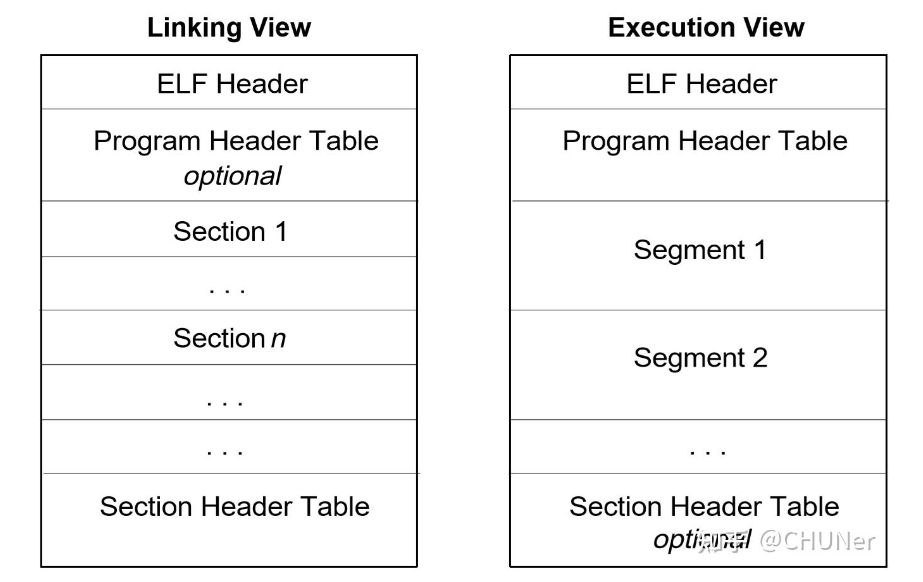 Linking View
ELF Header
Program Header Table
optional
Section 1
. . .
Section n
. . .
. . .
Section Header Table
Execution View
ELF Header
Program Header Table
Segment 1
Segment 2
. . .
Section Header Table
optional
知乎 @CHUNer